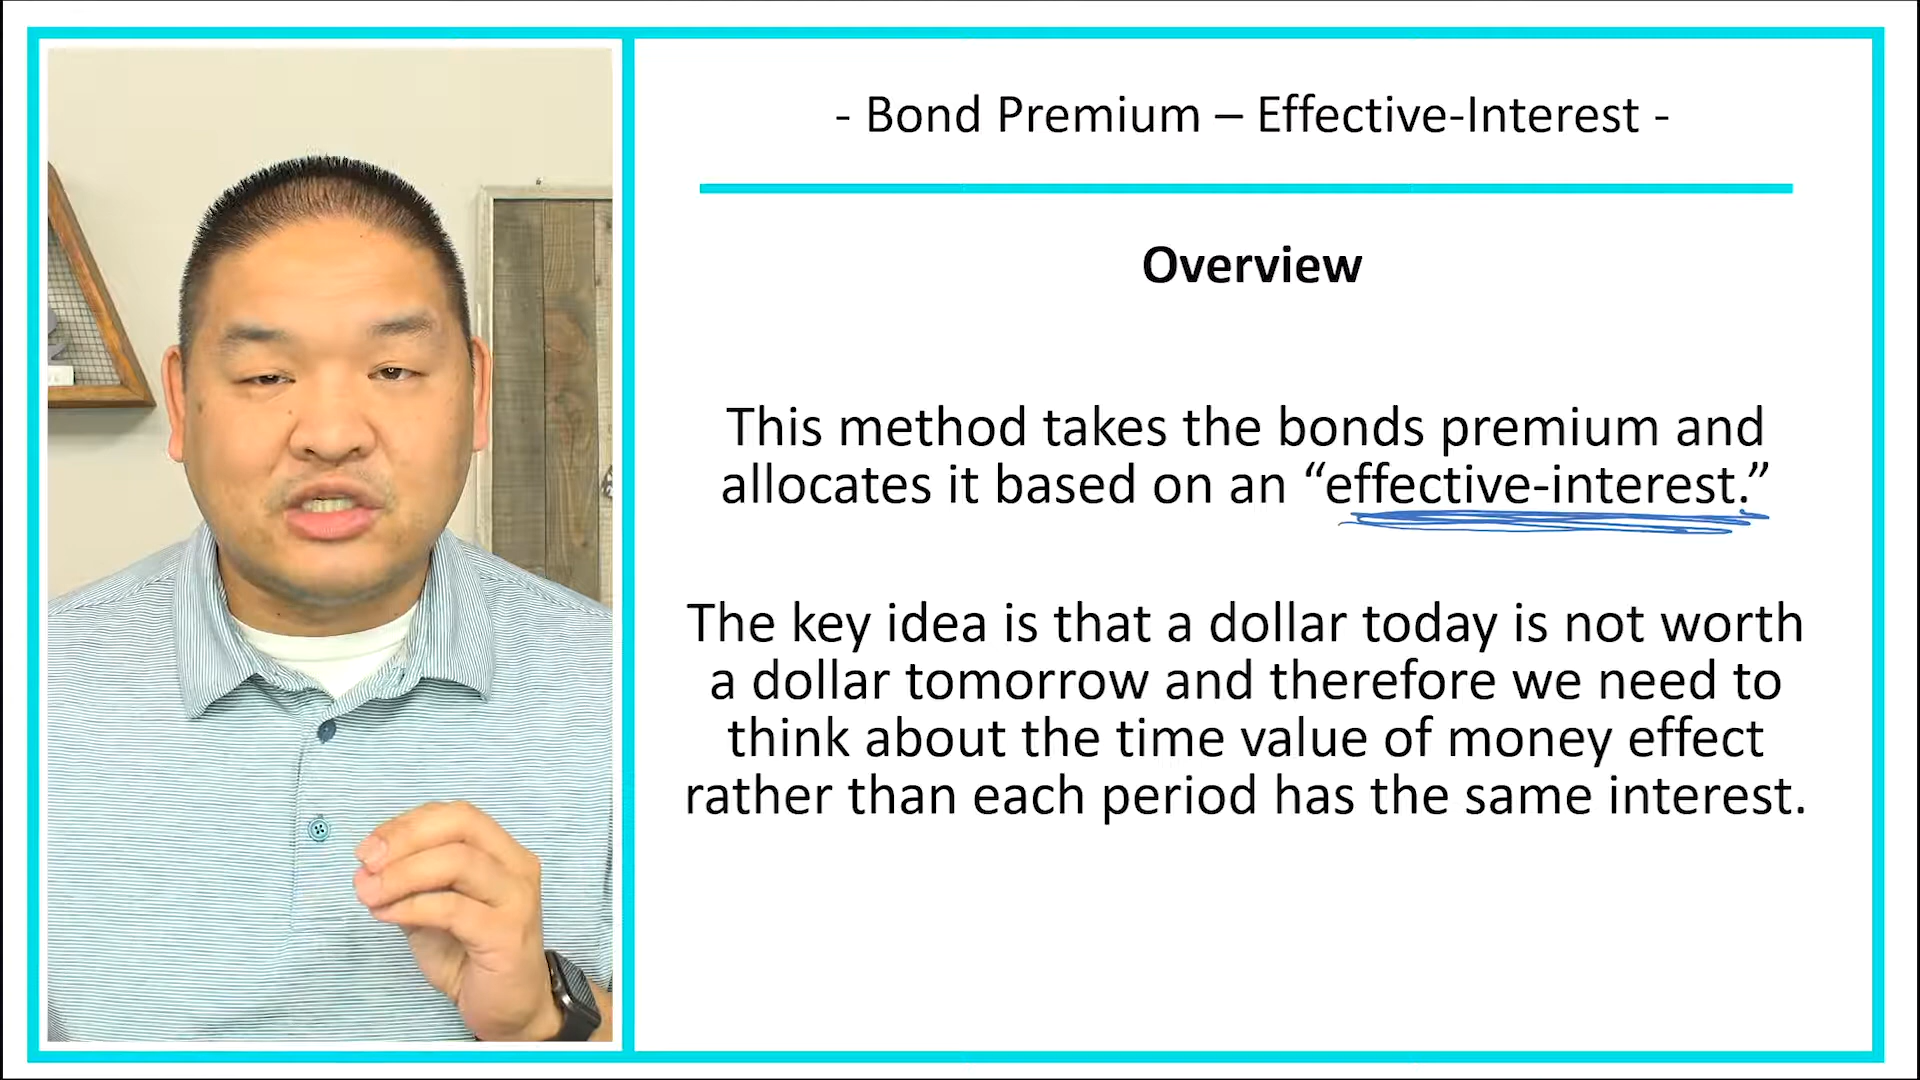 - Bond Premium – Effective-Interest -
Overview
This method takes the bonds premium and
allocates it based on an “effective-interest.”
The key idea is that a dollar today is not worth
a dollar tomorrow and therefore we need to
think about the time value of money effect
rather than each period has the same interest.